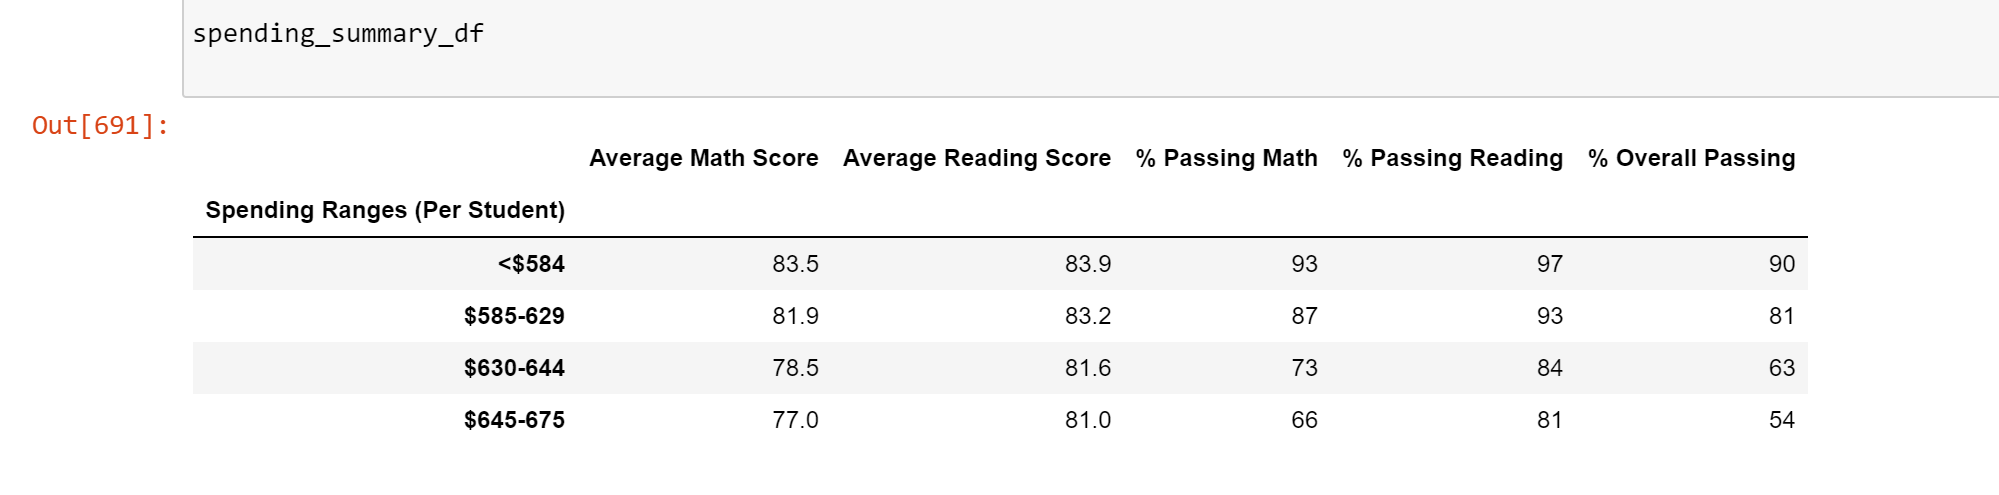 spending_summary_df
Out[691]:
Average Math Score Average Reading Score % Passing Math % Passing Reading % Overall Passing
Spending Ranges (Per Student)
<$584 83.5 83.9 93 97 90
$585-629 81.9 83.2 87 93 81
$630-644 78.5 81.6 73 84 63
$645-675 77.0 81.0 66 81 54